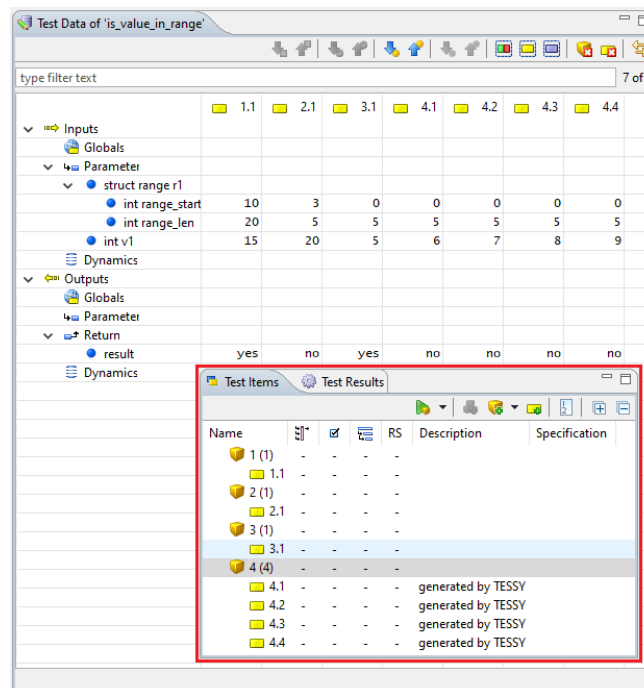 Test Data of 'is_value_in_range'
type filter text 7 of
1.1 2.1 3.1 4.1 4.2 4.3 4.4
Inputs
Globals
Parameter
struct range r1
int range_start 10 3 0 0 0 0 0
int range_len 20 5 5 5 5 5 5
int v1 15 20 5 6 7 8 9
Dynamics
Outputs
Globals
Parameter
Return
result yes no yes no no no no
Dynamics
Test Items Test Results
Name RS Description Specification
1 (1) - - - -
1.1 - - - -
2 (1) - - - -
2.1 - - - -
3 (1) - - - -
3.1 - - - -
4 (4) - - - -
4.1 - - - - generated by TESSY
4.2 - - - - generated by TESSY
4.3 - - - - generated by TESSY
4.4 - - - - generated by TESSY